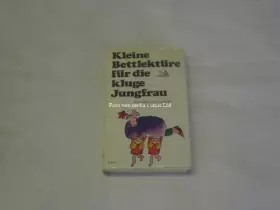 Kleine
Bettlektüre
für die
kluge
Jungfrau